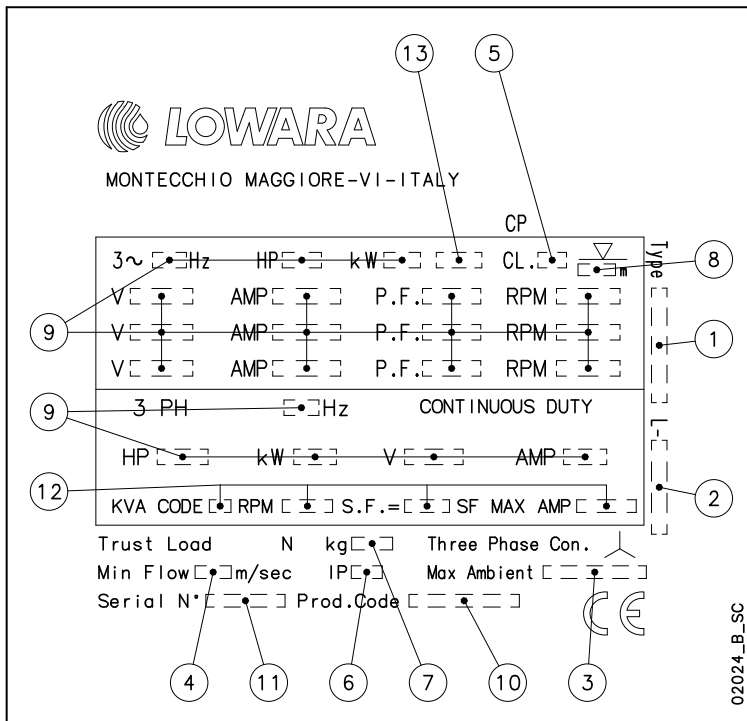 13 5
LOWARA
MONTECCHIO MAGGIORE-VI-ITALY
CP
3~ Hz HP kW CL. m
Type
8
V AMP P.F. RPM
9 V AMP P.F. RPM
1
V AMP P.F. RPM
9
3 PH Hz CONTINUOUS DUTY
L-
HP kW V AMP
12
2
KVA CODE RPM S.F.= SF MAX AMP
Trust Load N kg Three Phase Con.
Min Flow m/sec IP Max Ambient
Serial N° Prod.Code CE
4 11 6 7 10 3
02024_B_SC